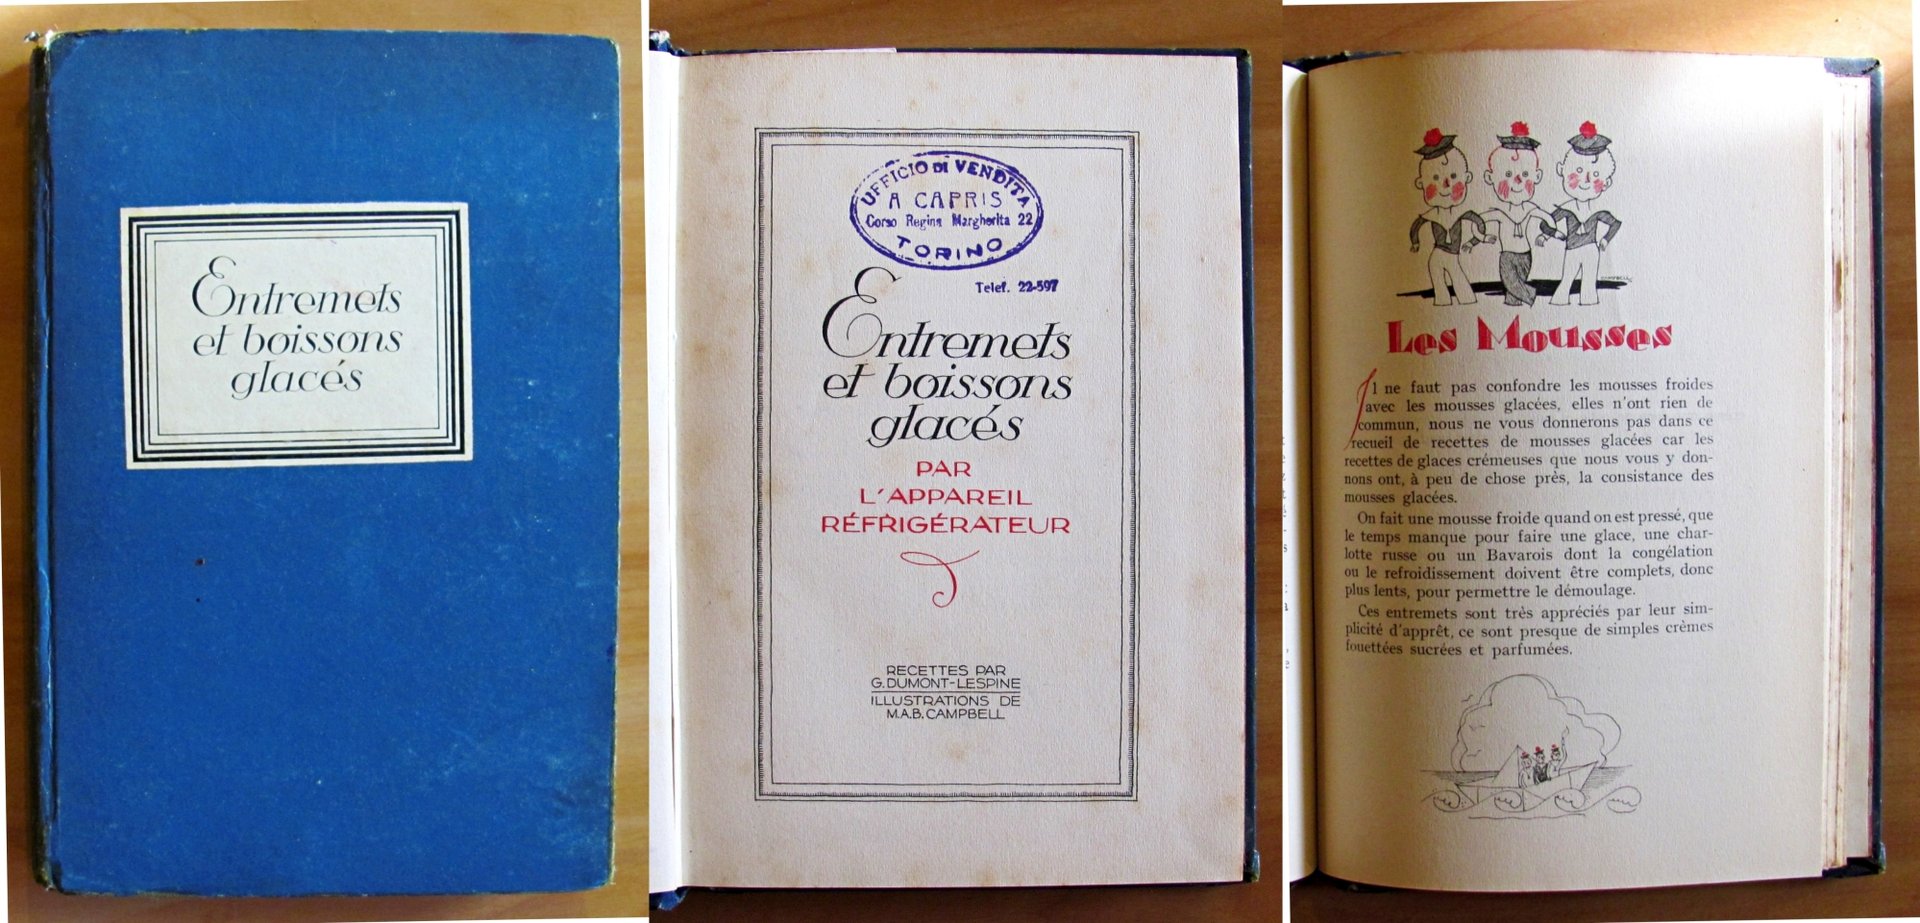 Entremets
et boissons
glacés
UFFICIO DI VENDITA
A CAPRIS
Corso Regina Margherita 22
TORINO
Telef. 22-597
Entremets
et boissons
glacés
PAR
L'APPAREIL
RÉFRIGÉRATEUR
RECETTES PAR
G. DUMONT-LESPINE
ILLUSTRATIONS DE
M.A.B. CAMPBELL
CAMPBELL
Les Mousses
Il ne faut pas confondre les mousses froides
avec les mousses glacées, elles n'ont rien de
commun, nous ne vous donnerons pas dans ce
recueil de recettes de mousses glacées car les
recettes de glaces crémeuses que nous vous y don-
nons ont, à peu de chose près, la consistance des
mousses glacées.
On fait une mousse froide quand on est pressé, que
le temps manque pour faire une glace, une char-
lotte russe ou un Bavarois dont la congélation
ou le refroidissement doivent être complets, donc
plus lents, pour permettre le démoulage.
Ces entremets sont très appréciés par leur sim-
plicité d'apprêt, ce sont presque de simples crèmes
fouettées sucrées et parfumées.